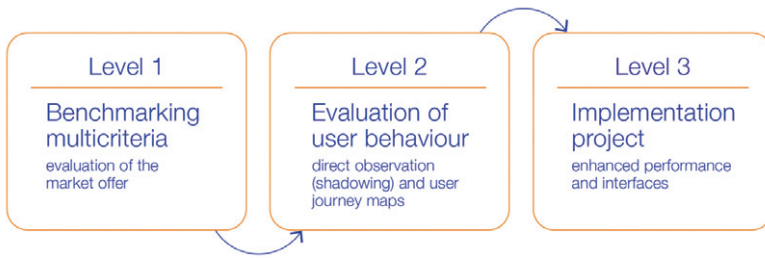 Level 1
Benchmarking
multicriteria
evaluation of the
market offer
Level 2
Evaluation of
user behaviour
direct observation
(shadowing) and user
journey maps
Level 3
Implementation
project
enhanced performance
and interfaces